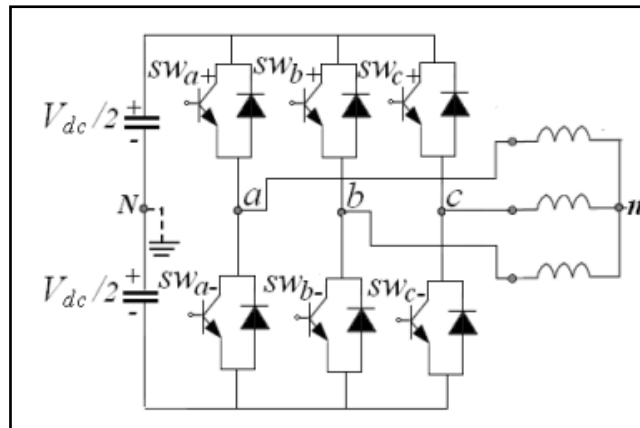 sw_a+ sw_b+ sw_c+
V_dc/2 + -
N a b c n
sw_a- sw_b- sw_c-
V_dc/2 + -